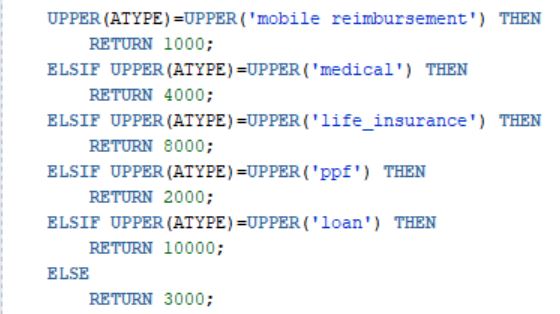 UPPER(ATYPE)=UPPER('mobile reimbursement') THEN
RETURN 1000;
ELSIF UPPER(ATYPE)=UPPER('medical') THEN
RETURN 4000;
ELSIF UPPER(ATYPE)=UPPER('life_insurance') THEN
RETURN 8000;
ELSIF UPPER(ATYPE)=UPPER('ppf') THEN
RETURN 2000;
ELSIF UPPER(ATYPE)=UPPER('loan') THEN
RETURN 10000;
ELSE
RETURN 3000;